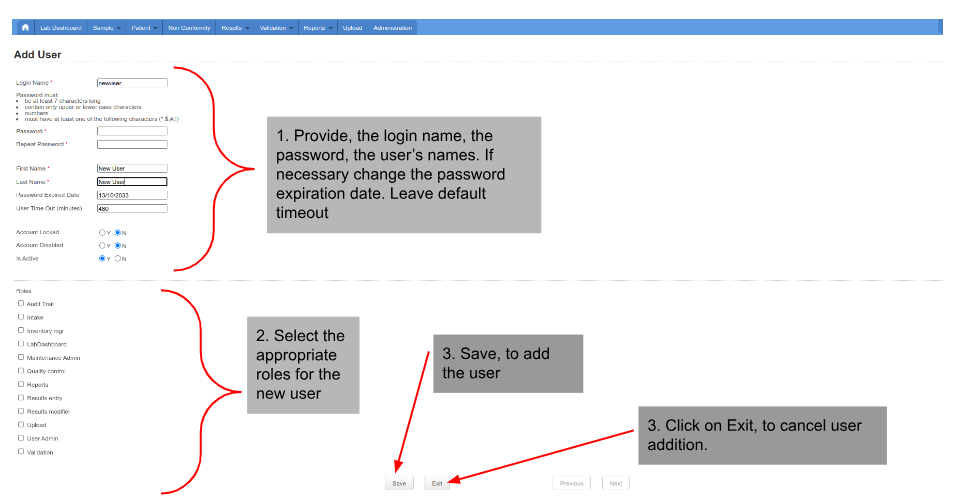 Lab Dashboard Sample Patient Non Conformity Results Validation Reports Upload Administration
Add User
Login Name * newuser
Password must:
be at least 7 characters long
contain only upper or lower case characters
numbers
must have at least one of the following characters (*,$,#,!)
Password *
Repeat Password *
First Name * New User
Last Name * New User
Password Expired Date 13/10/2033
User Time Out (minutes) 480
Account Locked Y N
Account Disabled Y N
Is Active Y N
1. Provide, the login name, the
password, the user's names. If
necessary change the password
expiration date. Leave default
timeout
Roles
Audit Trail
Intake
Inventory mgr
LabDashboard
Maintenance Admin
Quality control
Reports
Results entry
Results modifier
Upload
User Admin
Validation
2. Select the
appropriate
roles for the
new user
3. Save, to add
the user
3. Click on Exit, to cancel user
addition.
Save Exit Previous Next